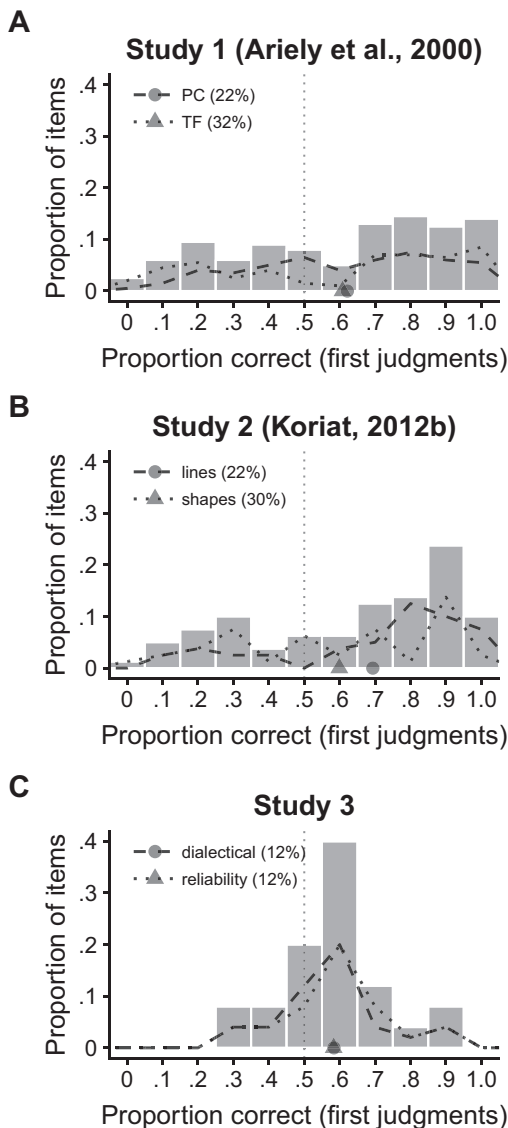 A
Study 1 (Ariely et al., 2000)
Proportion of items
.4
.3
.2
.1
0
PC (22%)
TF (32%)
0 .1 .2 .3 .4 .5 .6 .7 .8 .9 1.0
Proportion correct (first judgments)
B
Study 2 (Koriat, 2012b)
Proportion of items
.4
.3
.2
.1
0
lines (22%)
shapes (30%)
0 .1 .2 .3 .4 .5 .6 .7 .8 .9 1.0
Proportion correct (first judgments)
C
Study 3
Proportion of items
.4
.3
.2
.1
0
dialectical (12%)
reliability (12%)
0 .1 .2 .3 .4 .5 .6 .7 .8 .9 1.0
Proportion correct (first judgments)